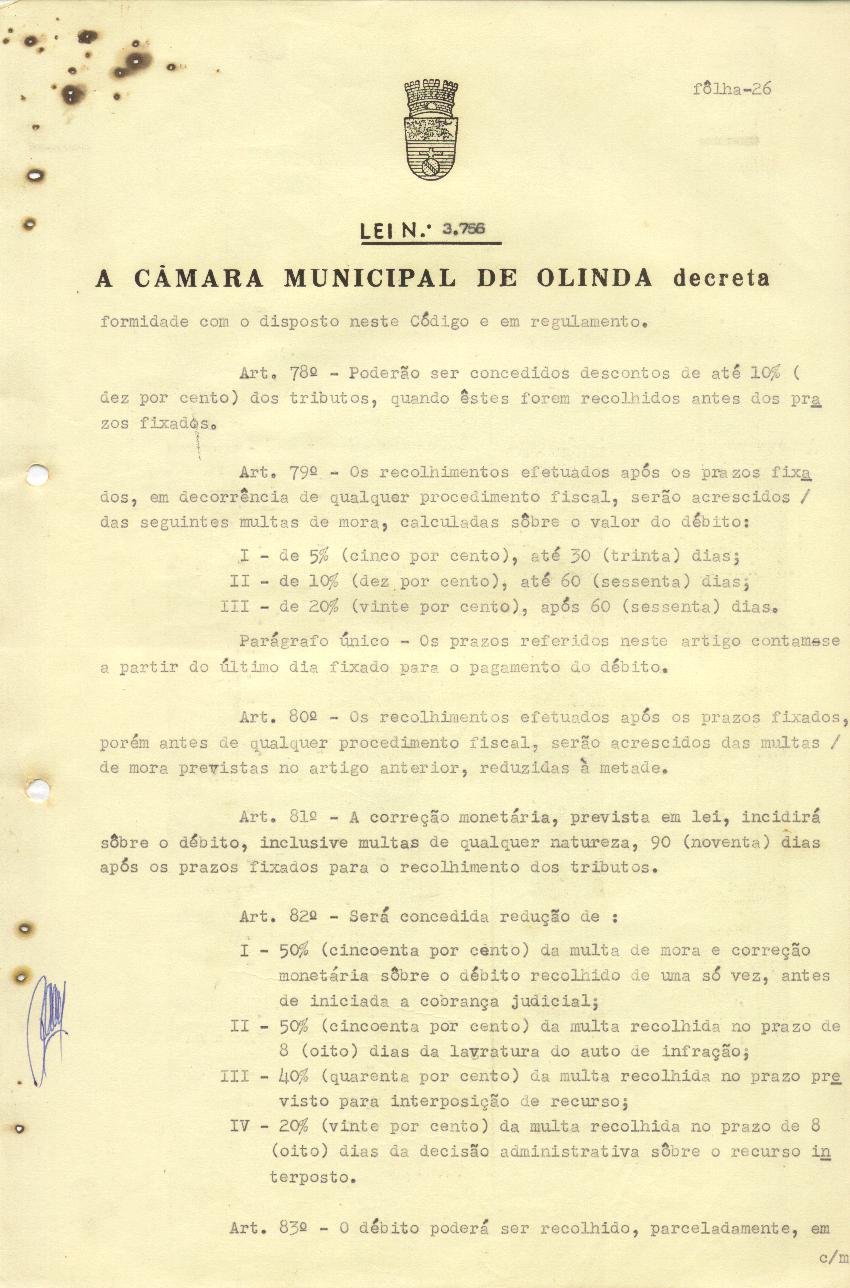 fôlha-26
LEI N.º 3.756
A CÂMARA MUNICIPAL DE OLINDA decreta
formidade com o disposto neste Código e em regulamento.
Art. 78º - Poderão ser concedidos descontos de até 10% (
dez por cento) dos tributos, quando êstes forem recolhidos antes dos pra
zos fixados.
Art. 79º - Os recolhimentos efetuados após os prazos fixa
dos, em decorrência de qualquer procedimento fiscal, serão acrescidos /
das seguintes multas de mora, calculadas sôbre o valor do débito:
I - de 5% (cinco por cento), até 30 (trinta) dias;
II - de 10% (dez por cento), até 60 (sessenta) dias;
III - de 20% (vinte por cento), após 60 (sessenta) dias.
Parágrafo único - Os prazos referidos neste artigo contam-se
a partir do último dia fixado para o pagamento do débito.
Art. 80º - Os recolhimentos efetuados após os prazos fixados,
porém antes de qualquer procedimento fiscal, serão acrescidos das multas /
de mora previstas no artigo anterior, reduzidas à metade.
Art. 81º - A correção monetária, prevista em lei, incidirá
sôbre o débito, inclusive multas de qualquer natureza, 90 (noventa) dias
após os prazos fixados para o recolhimento dos tributos.
Art. 82º - Será concedida redução de :
I - 50% (cincoenta por cento) da multa de mora e correção
monetária sôbre o débito recolhido de uma só vez, antes
de iniciada a cobrança judicial;
II - 50% (cincoenta por cento) da multa recolhida no prazo de
8 (oito) dias da lavratura do auto de infração;
III - 40% (quarenta por cento) da multa recolhida no prazo pre
visto para interposição de recurso;
IV - 20% (vinte por cento) da multa recolhida no prazo de 8
(oito) dias da decisão administrativa sôbre o recurso in
terposto.
Art. 83º - O débito poderá ser recolhido, parceladamente, em
c/m